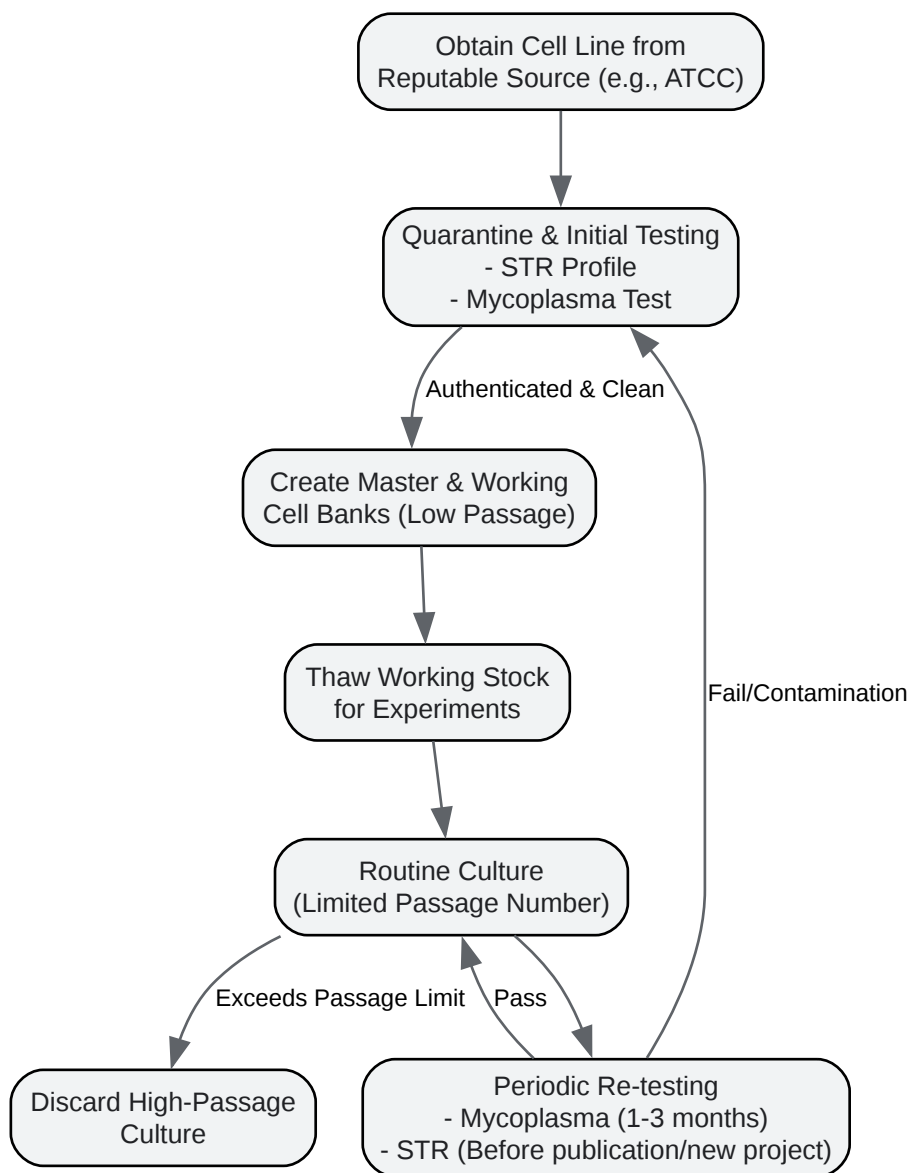 Obtain Cell Line from
Reputable Source (e.g., ATCC)
Quarantine & Initial Testing
- STR Profile
- Mycoplasma Test
Authenticated & Clean
Create Master & Working
Cell Banks (Low Passage)
Thaw Working Stock
for Experiments
Fail/Contamination
Routine Culture
(Limited Passage Number)
Exceeds Passage Limit
Pass
Discard High-Passage
Culture
Periodic Re-testing
- Mycoplasma (1-3 months)
- STR (Before publication/new project)